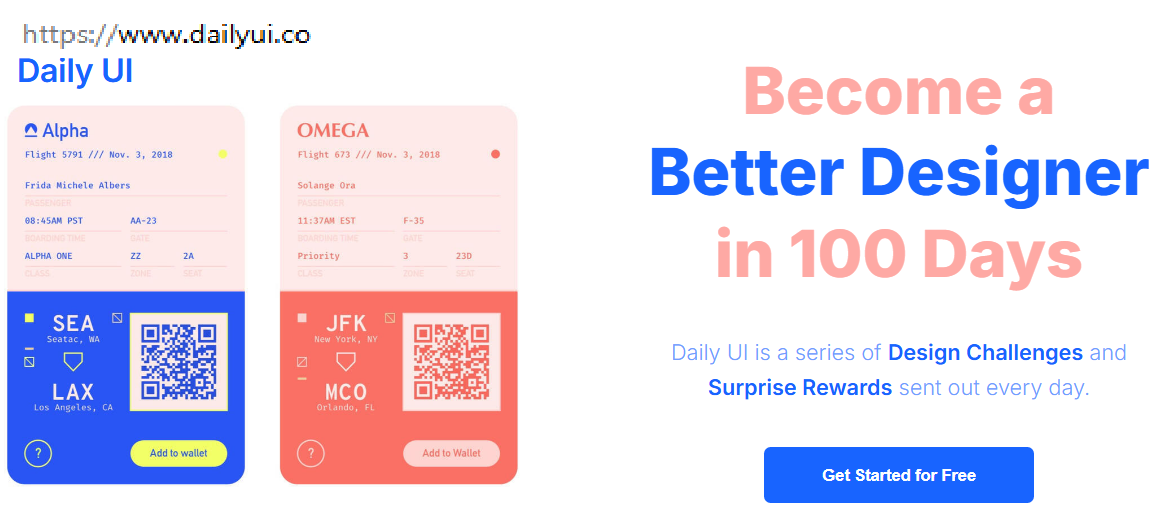 https://www.dailyui.co
Daily UI
Alpha
Flight 5791 /// Nov. 3, 2018
Frida Michele Albers
PASSENGER
08:45AM PST AA-23
BOARDING TIME GATE
ALPHA ONE ZZ 2A
CLASS ZONE SEAT
SEA
Seatac, WA
LAX
Los Angeles, CA
? Add to wallet
OMEGA
Flight 673 /// Nov. 3, 2018
Solange Ora
PASSENGER
11:37AM EST F-35
BOARDING TIME GATE
Priority 3 23D
CLASS ZONE SEAT
JFK
New York, NY
MCO
Orlando, FL
? Add to Wallet
Become a
Better Designer
in 100 Days
Daily UI is a series of Design Challenges and
Surprise Rewards sent out every day.
Get Started for Free